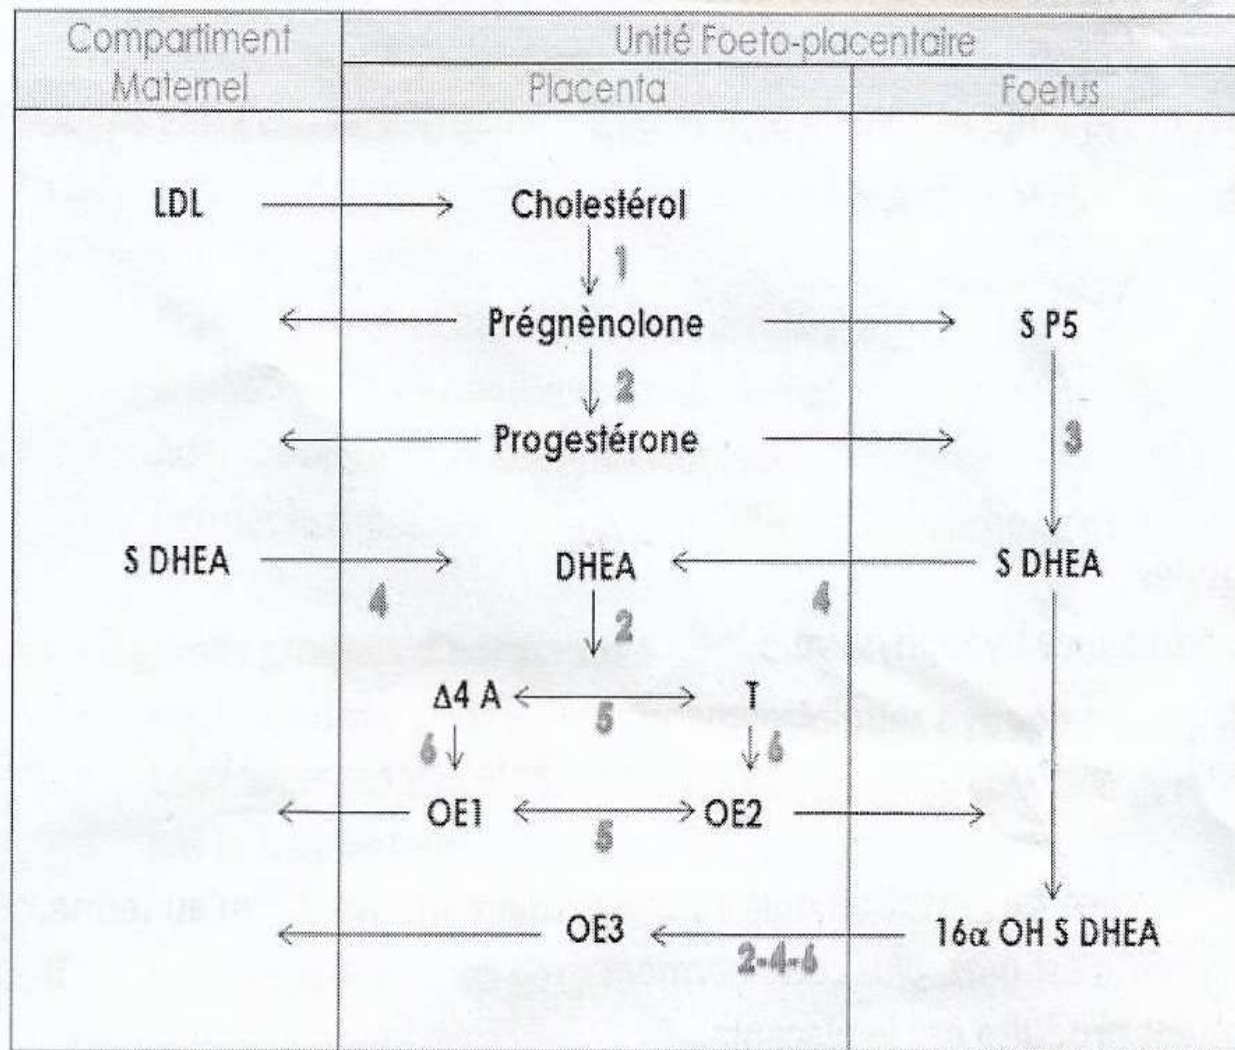 Compartiment
Maternel
Unité Foeto-placentaire
Placenta
Foetus
LDL
Cholestérol
1
Prégnènolone
S P5
2
Progestérone
3
S DHEA
DHEA
S DHEA
4
4
2
Δ4 A
T
5
6
6
OE1
OE2
5
OE3
16α OH S DHEA
2-4-6